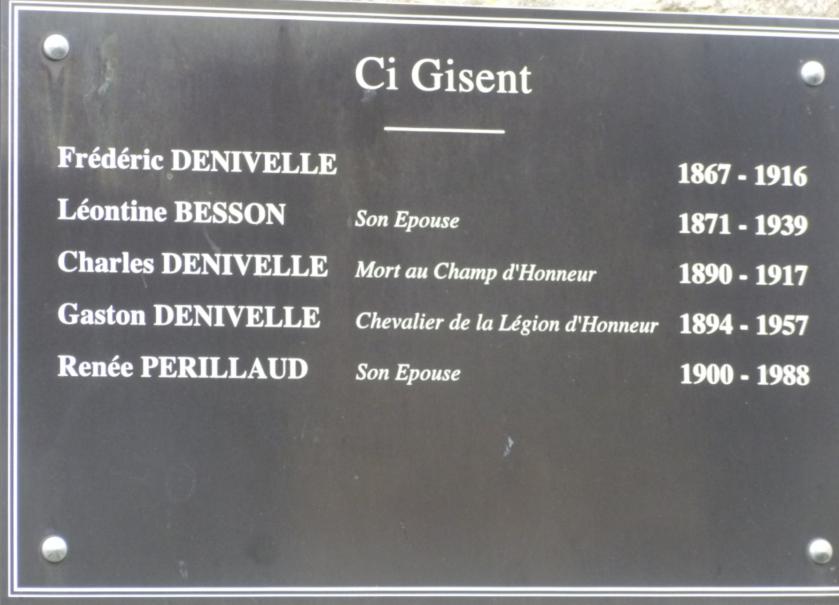 Ci Gisent
Frédéric DENIVELLE 1867 - 1916
Léontine BESSON Son Epouse 1871 - 1939
Charles DENIVELLE Mort au Champ d'Honneur 1890 - 1917
Gaston DENIVELLE Chevalier de la Légion d'Honneur 1894 - 1957
Renée PERILLAUD Son Epouse 1900 - 1988